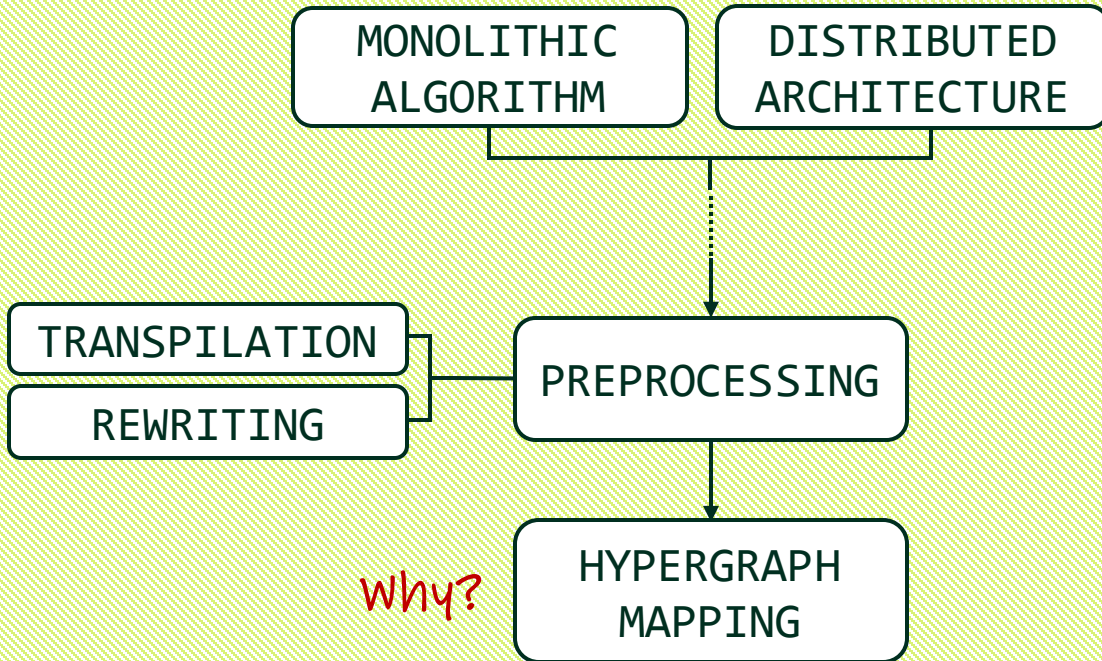 MONOLITHIC
ALGORITHM
DISTRIBUTED
ARCHITECTURE
TRANSPILATION
REWRITING
PREPROCESSING
Why?
HYPERGRAPH
MAPPING